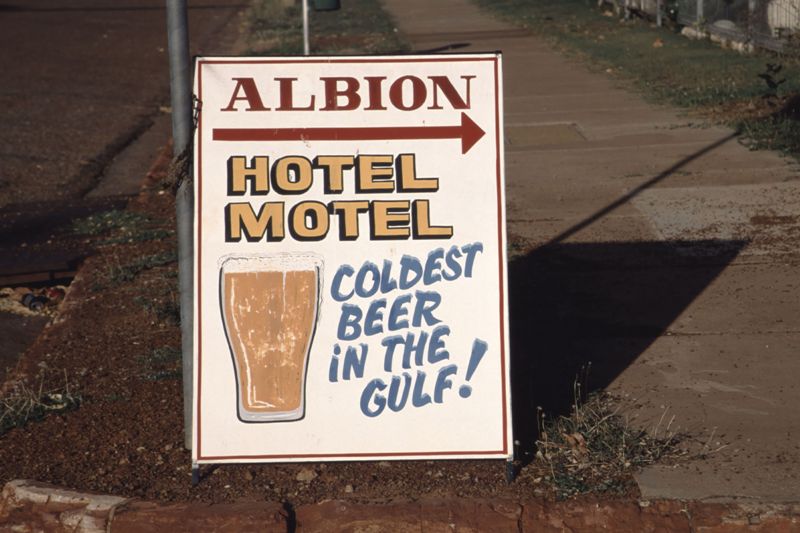 ALBION
HOTEL
MOTEL
COLDEST
BEER
iN THE
GULF!